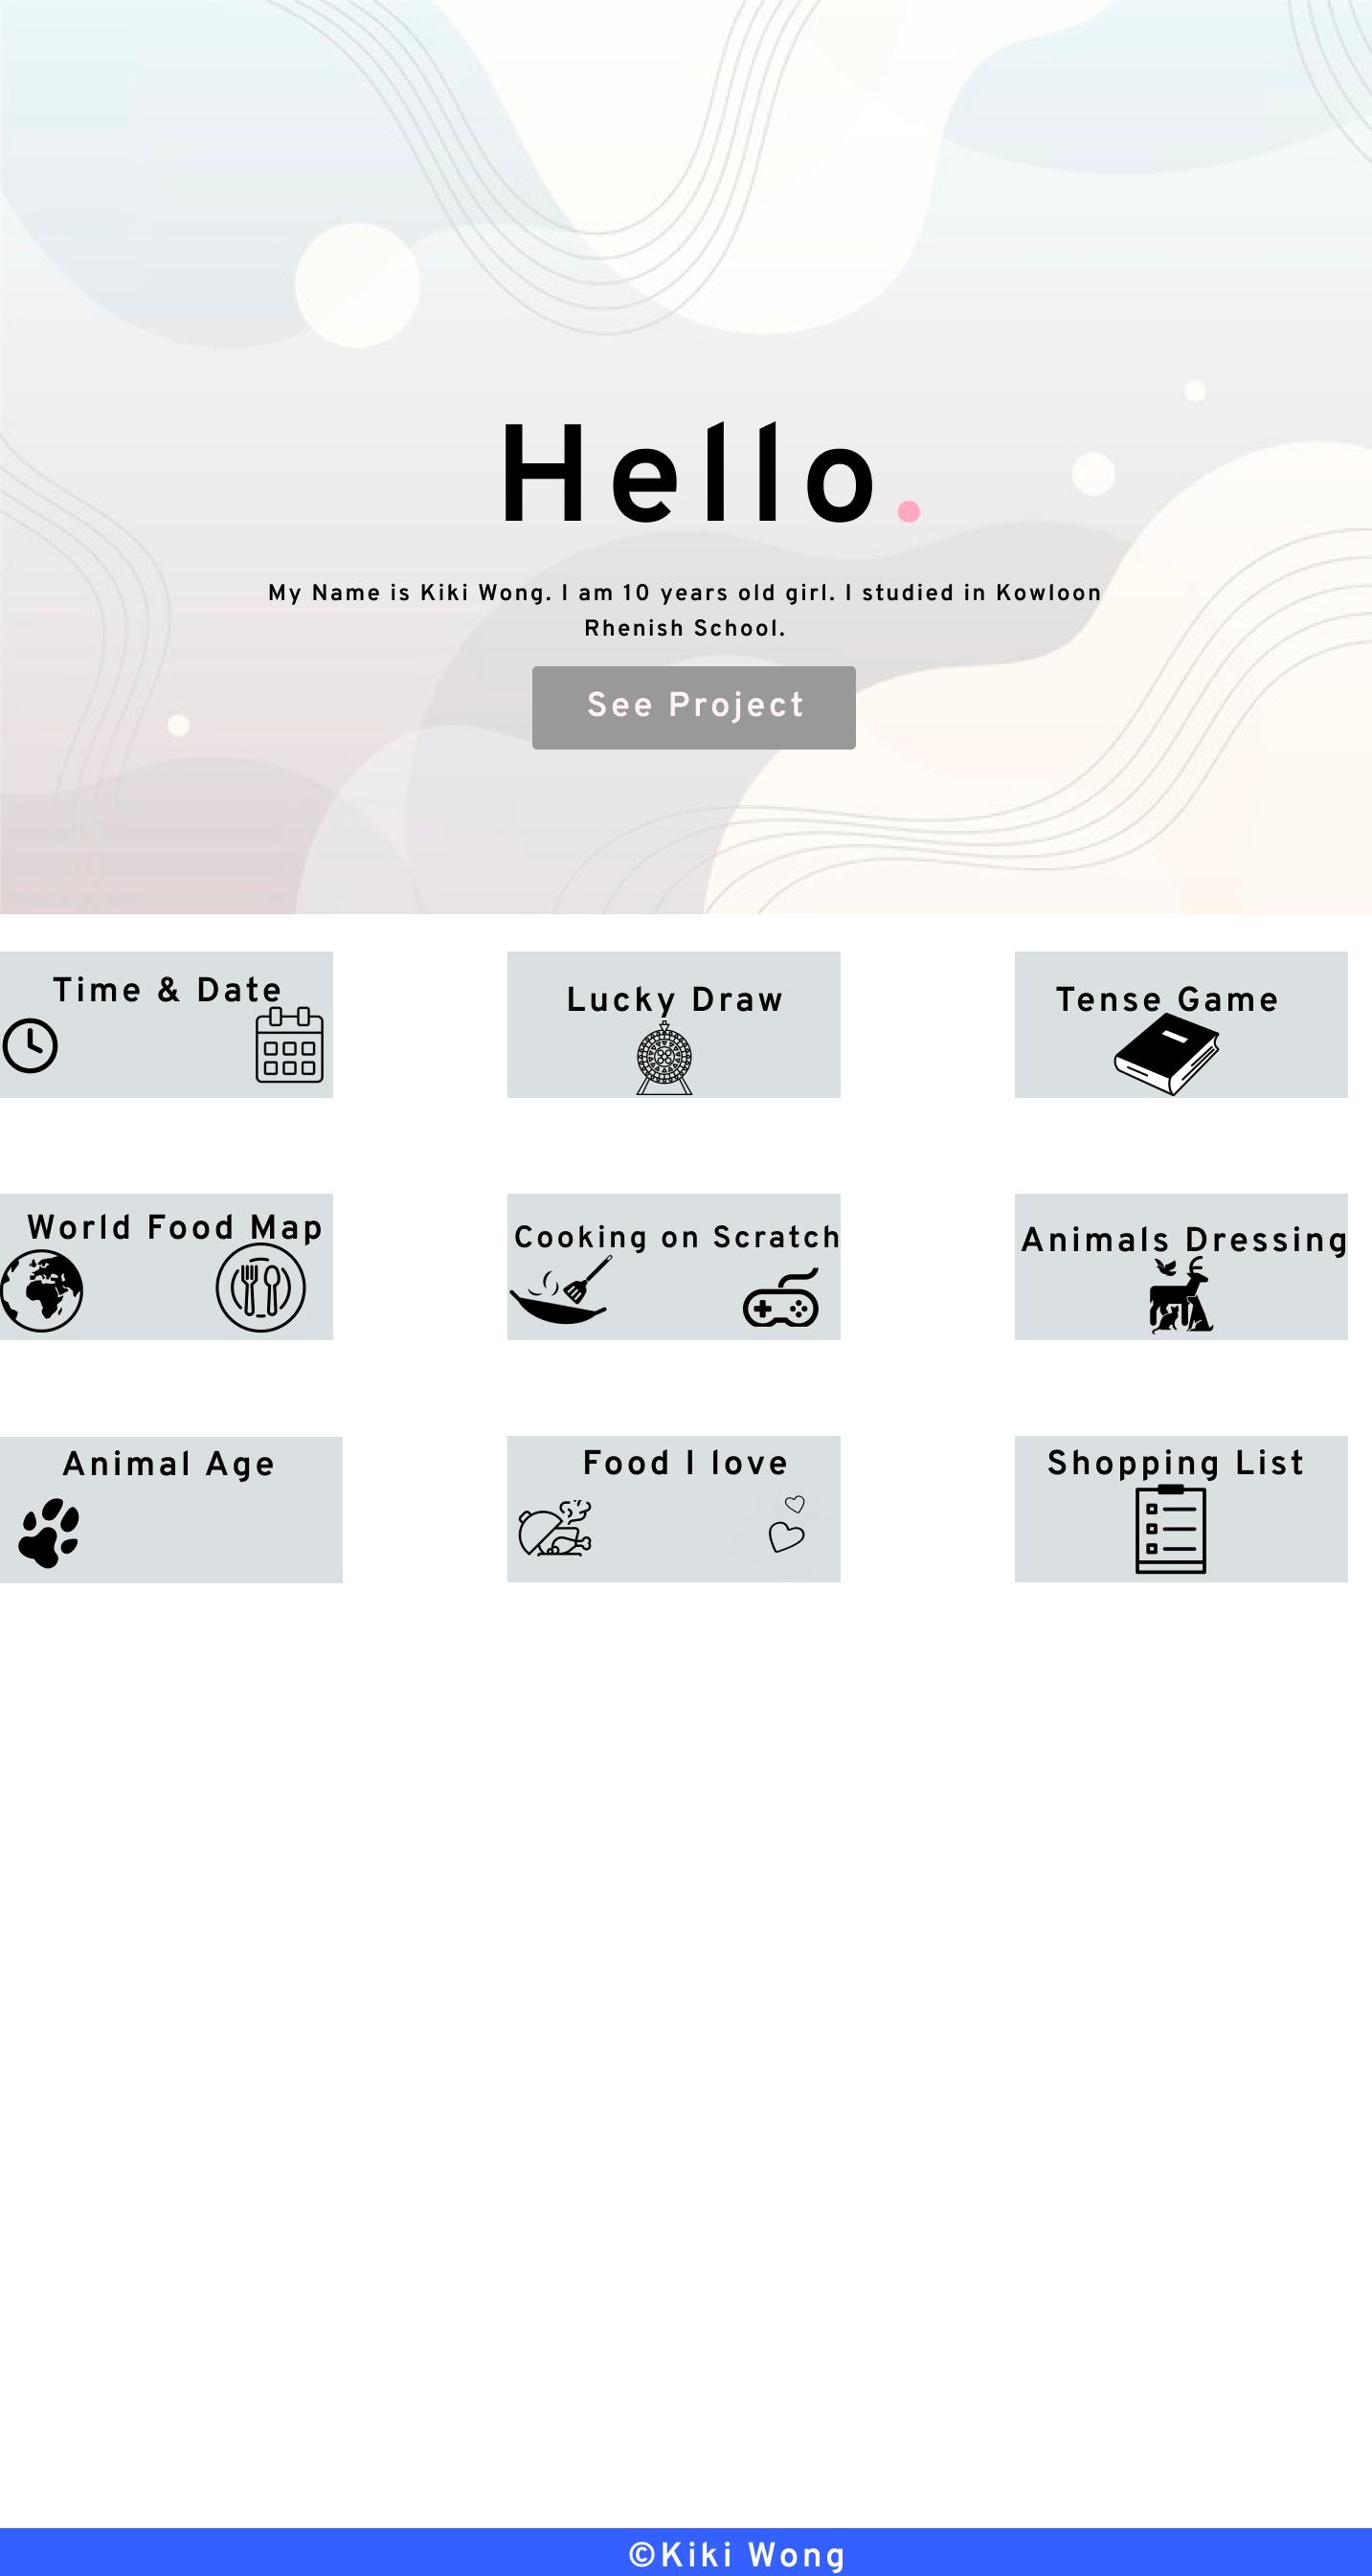 Hello.
My Name is Kiki Wong. I am 10 years old girl. I studied in Kowloon
Rhenish School.
See Project
Time & Date
Lucky Draw
Tense Game
World Food Map
Cooking on Scratch
Animals Dressing
Animal Age
Food I love
Shopping List
©Kiki Wong